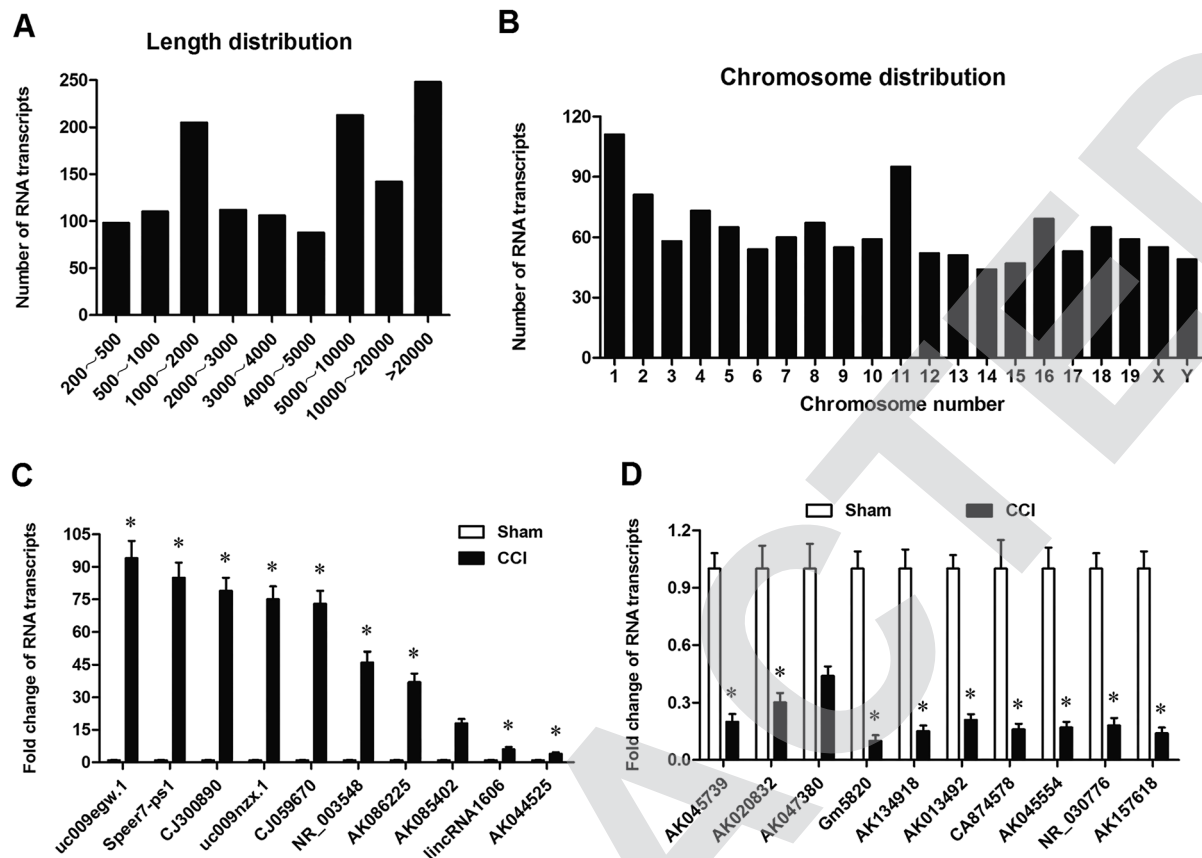 A
Length distribution
Number of RNA transcripts
250
200
150
100
50
0
200~500
500~1000
1000~2000
2000~3000
3000~4000
4000~5000
5000~10000
10000~20000
>20000
B
Chromosome distribution
Number of RNA transcripts
120
90
60
30
0
1 2 3 4 5 6 7 8 9 10 11 12 13 14 15 16 17 18 19 X Y
Chromosome number
C
Fold change of RNA transcripts
105
90
75
60
45
30
15
0
Sham
CCI
* * * * * * * * *
uc009egw.1
Speer7-ps1
CJ300890
uc009nzx.1
CJ059670
NR_003548
AK086225
AK085402
lincRNA1606
AK044525
D
Sham CCI
Fold change of RNA transcripts
1.2
0.9
0.6
0.3
0.0
* * * * * * * * *
AK045739
AK020832
AK047380
Gm5820
AK134918
AK013492
CA874578
AK045554
NR_030776
AK157618
ACTED